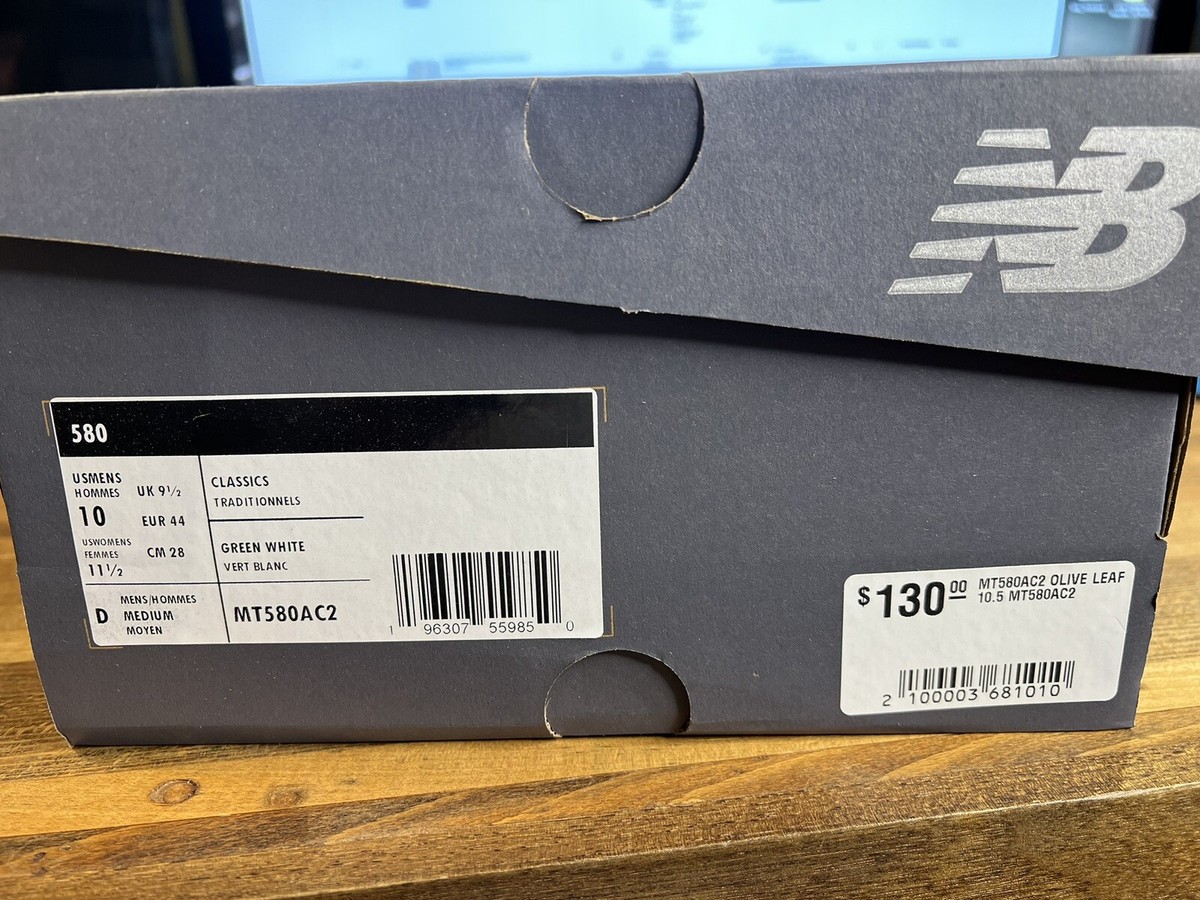 NB
580
USMENS
HOMMES
10
USWOMENS
FEMMES
11½
UK 9½
EUR 44
CM 28
D
MENS/HOMMES
MEDIUM
MOYEN
CLASSICS
TRADITIONNELS
GREEN WHITE
VERT BLANC
MT580AC2
1 96307 55985 0
$130.00
MT580AC2 OLIVE LEAF
10.5 MT580AC2
2 100003 681010